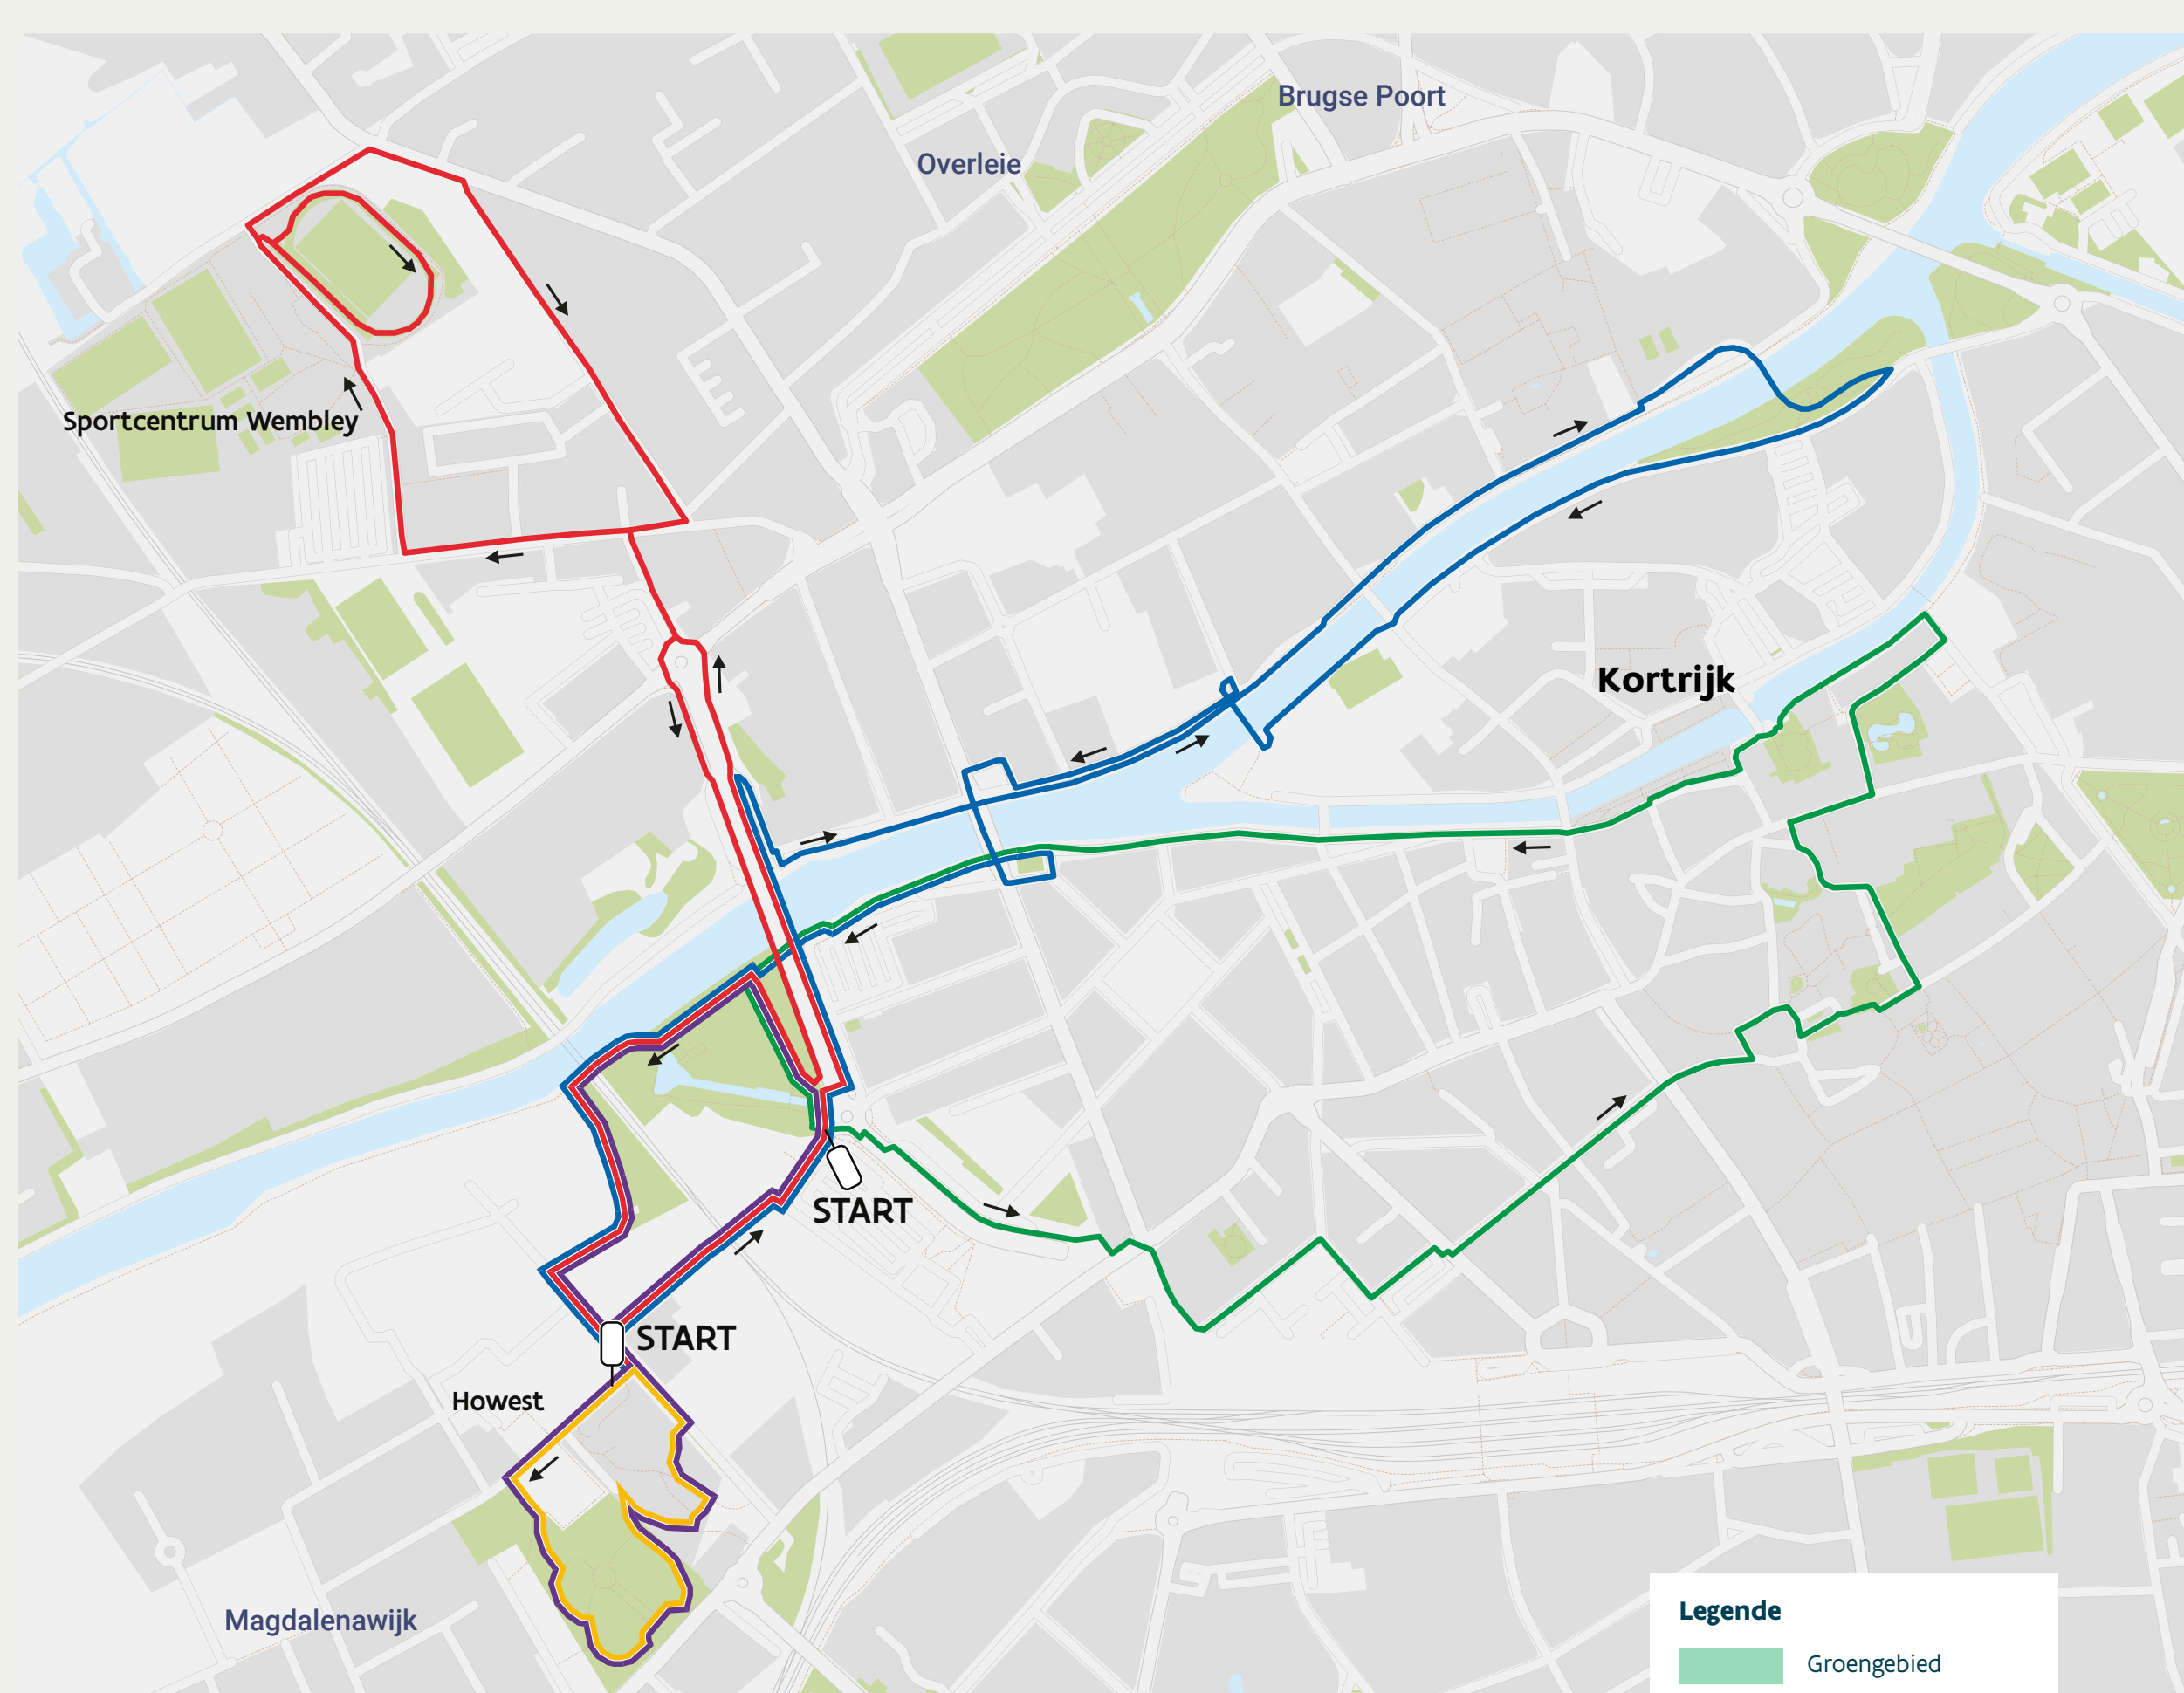 Brugse Poort
Overleie
Sportcentrum Wembley
Kortrijk
START
START
Howest
Magdalenawijk
Legende
Groengebied